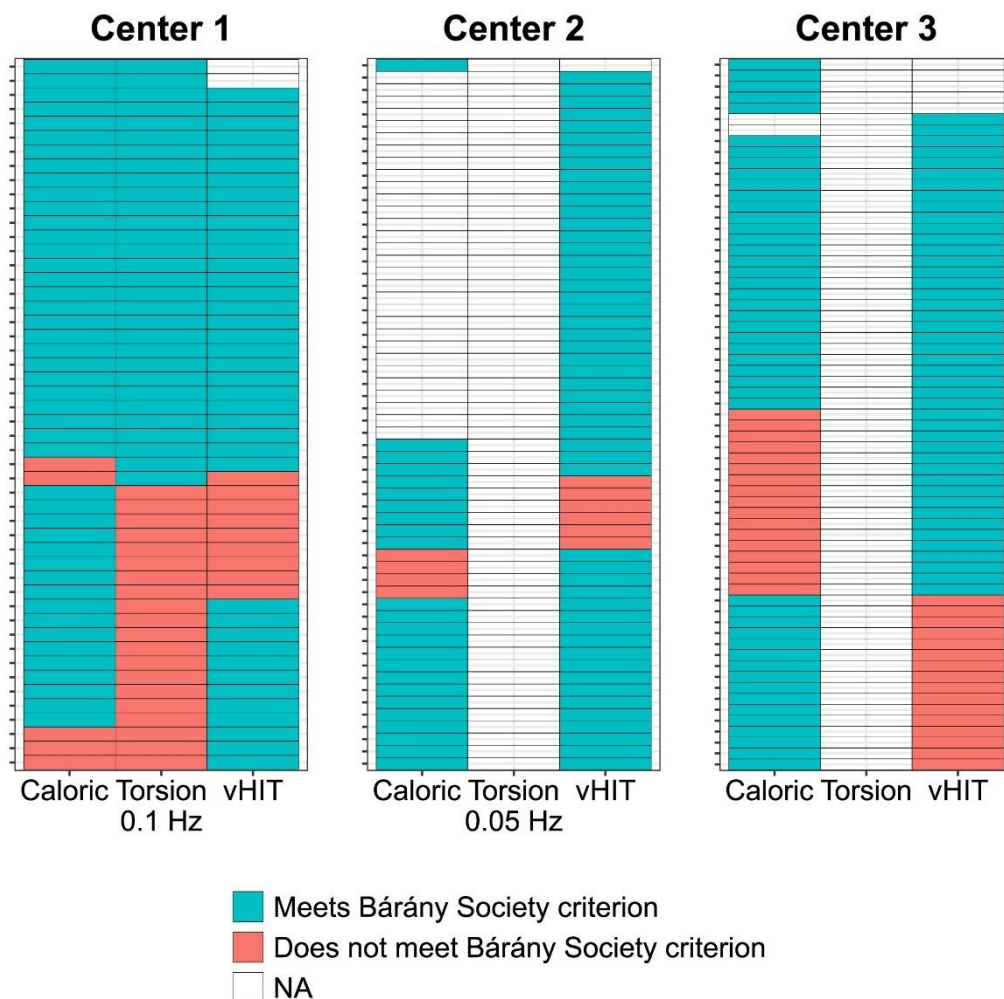 Center 1 Center 2 Center 3
Caloric Torsion vHIT Caloric Torsion vHIT Caloric Torsion vHIT
0.1 Hz 0.05 Hz
Meets Bárány Society criterion
Does not meet Bárány Society criterion
NA